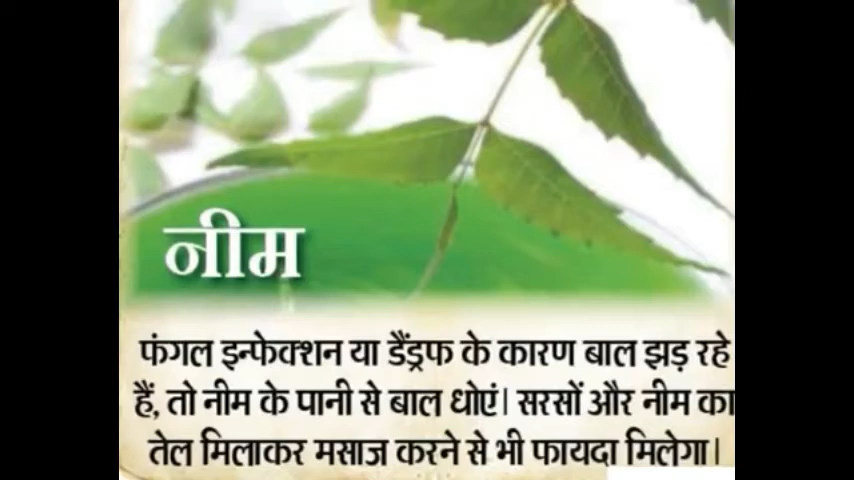 नीम
फंगल इन्फेक्शन या डैंड्रफ के कारण बाल झड़ रहे
हैं, तो नीम के पानी से बाल धोएं। सरसों और नीम का
तेल मिलाकर मसाज करने से भी फायदा मिलेगा।